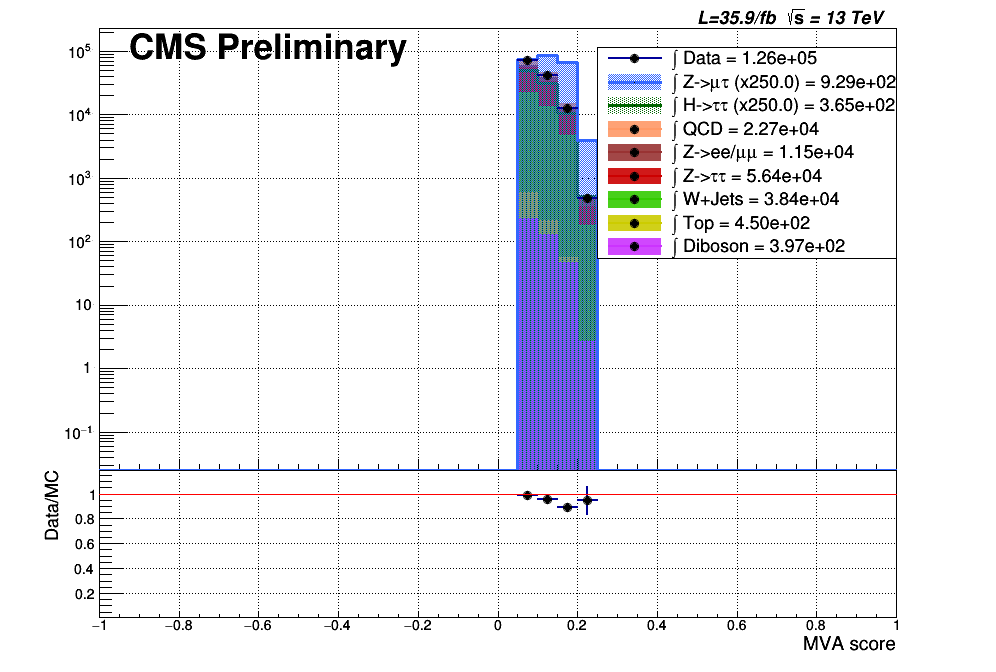 L=35.9/fb √s = 13 TeV
CMS Preliminary
10⁵
10⁴
10³
10²
10
1
10⁻¹
∫ Data = 1.26e+05
∫ Z->μτ (x250.0) = 9.29e+02
∫ H->ττ (x250.0) = 3.65e+02
∫ QCD = 2.27e+04
∫ Z->ee/μμ = 1.15e+04
∫ Z->ττ = 5.64e+04
∫ W+Jets = 3.84e+04
∫ Top = 4.50e+02
∫ Diboson = 3.97e+02
Data/MC
1
0.8
0.6
0.4
0.2
−1 −0.8 −0.6 −0.4 −0.2 0 0.2 0.4 0.6 0.8 1
MVA score